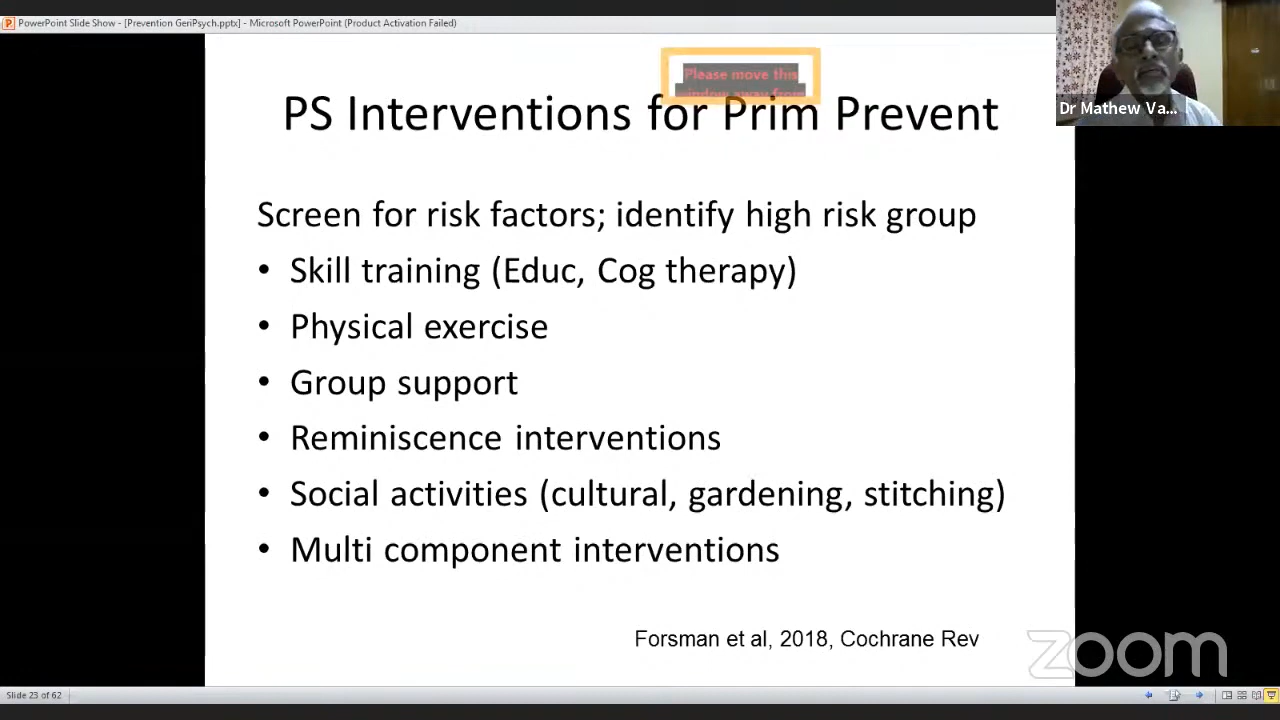 PowerPoint Slide Show - [Prevention GeriPsych.pptx] - Microsoft PowerPoint (Product Activation Failed)
Please move this
window away from
PS Interventions for Prim Prevent
Dr Mathew Va...
Screen for risk factors; identify high risk group
• Skill training (Educ, Cog therapy)
• Physical exercise
• Group support
• Reminiscence interventions
• Social activities (cultural, gardening, stitching)
• Multi component interventions
Forsman et al, 2018, Cochrane Rev
zoom
Slide 23 of 62